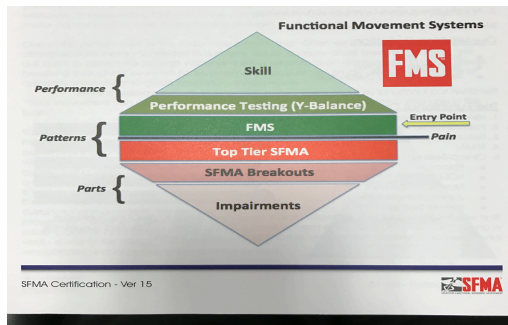 Functional Movement Systems
FMS
Skill
Performance
Performance Testing (Y-Balance)
Entry Point
FMS
Patterns
Pain
Top Tier SFMA
SFMA Breakouts
Parts
Impairments
SFMA Certification - Ver 15
SFMA